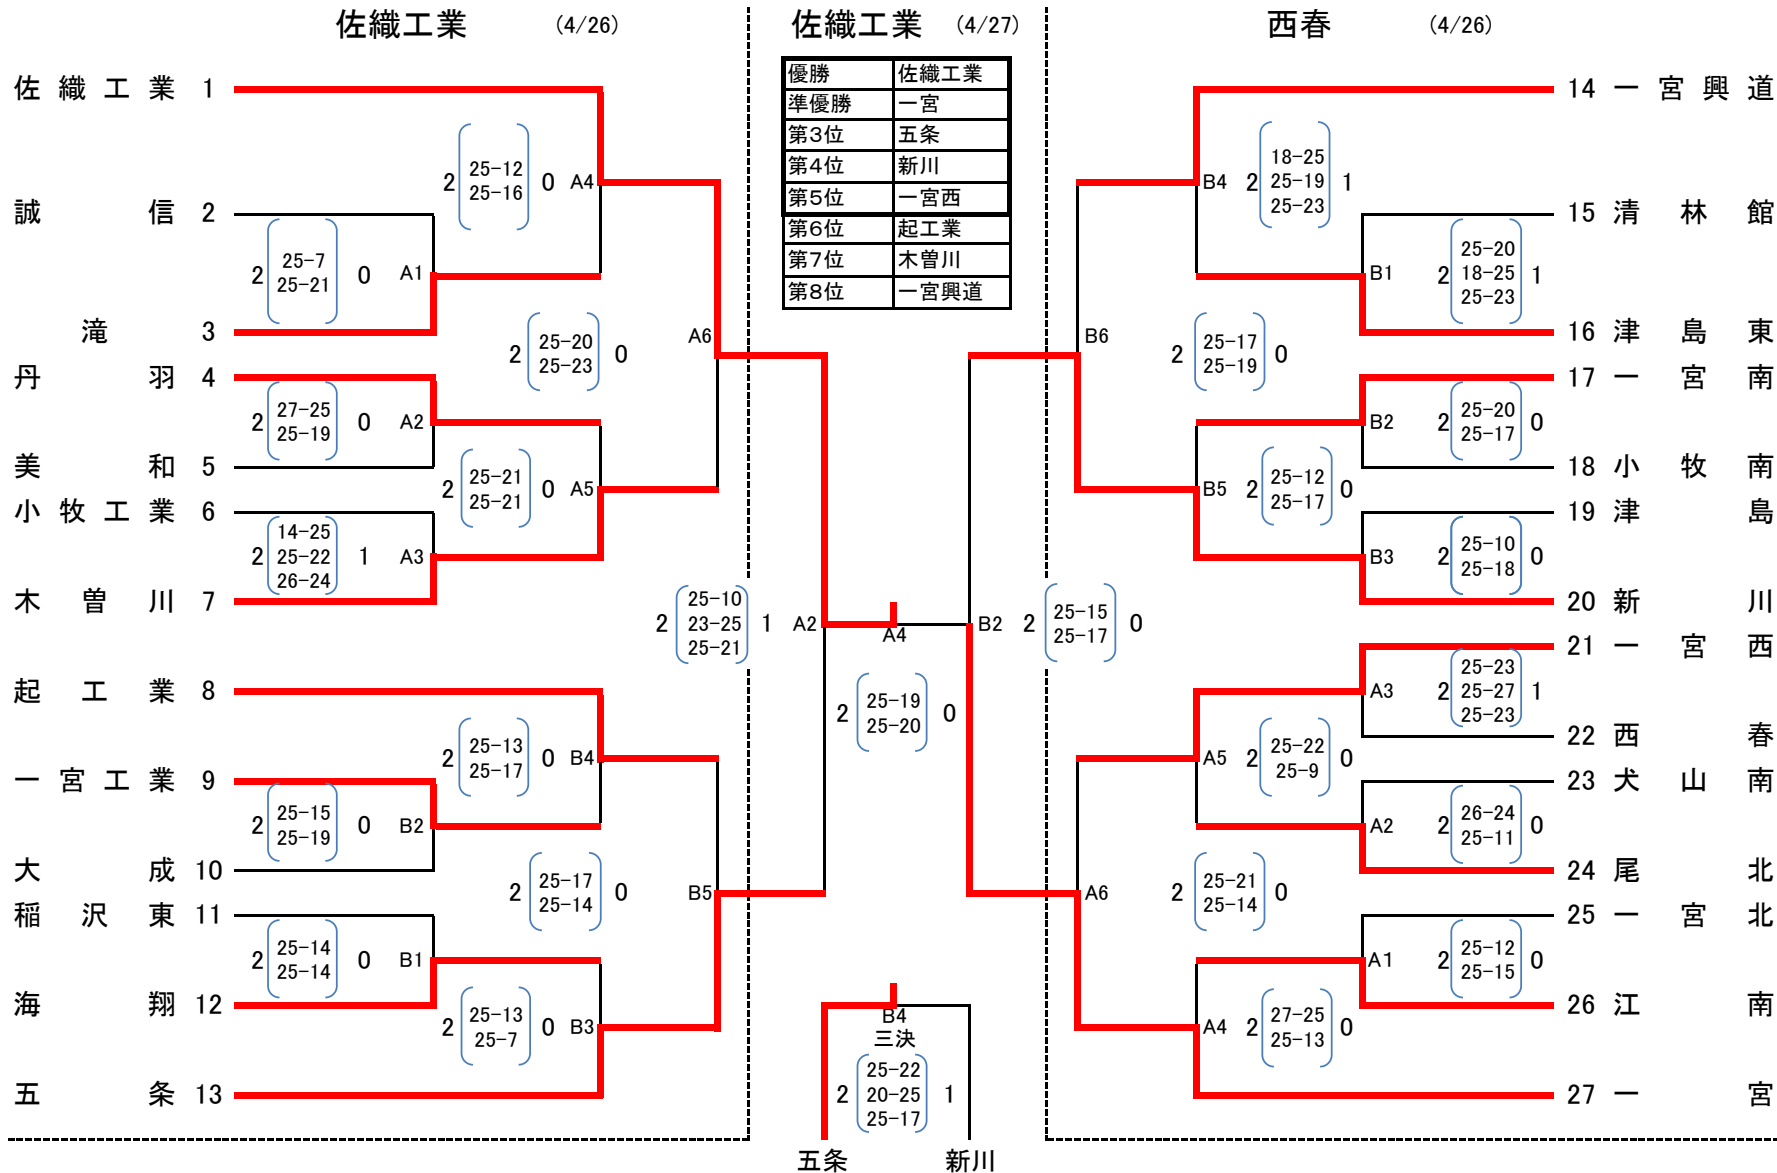 佐織工業 (4/26)
佐織工業 1
誠信 2
滝 3
丹羽 4
美和 5
小牧工業 6
木曽川 7
起工業 8
一宮工業 9
大成 10
稲沢東 11
海翔 12
五条 13
2 25-12 0 A4
25-16
2 25-7 0 A1
25-21
2 25-20 0 A6
25-23
2 27-25 0 A2
25-19
2 25-21 0 A5
25-21
14-25
2 25-22 1 A3
26-24
2 25-13 0 B4
25-17
2 25-15 0 B2
25-19
2 25-17 0 B5
25-14
2 25-14 0 B1
25-14
2 25-13 0 B3
25-7
佐織工業 (4/27)
優勝 佐織工業
準優勝 一宮
第3位 五条
第4位 新川
第5位 一宮西
第6位 起工業
第7位 木曽川
第8位 一宮興道
25-10
2 23-25 1 A2
25-21
A4
2 25-19 0
25-20
B2 2 25-15 0
25-17
B4
三決
25-22
2 20-25 1
25-17
五条 新川
西春 (4/26)
14 一宮興道
15 清林館
16 津島東
17 一宮南
18 小牧南
19 津島
20 新川
21 一宮西
22 西春
23 犬山南
24 尾北
25 一宮北
26 江南
27 一宮
18-25
B4 2 25-19 1
25-23
25-20
B1 2 18-25 1
25-23
B6 2 25-17 0
25-19
B2 2 25-20 0
25-17
B5 2 25-12 0
25-17
B3 2 25-10 0
25-18
25-23
A3 2 25-27 1
25-23
A5 2 25-22 0
25-9
A2 2 26-24 0
25-11
A6 2 25-21 0
25-14
A1 2 25-12 0
25-15
A4 2 27-25 0
25-13